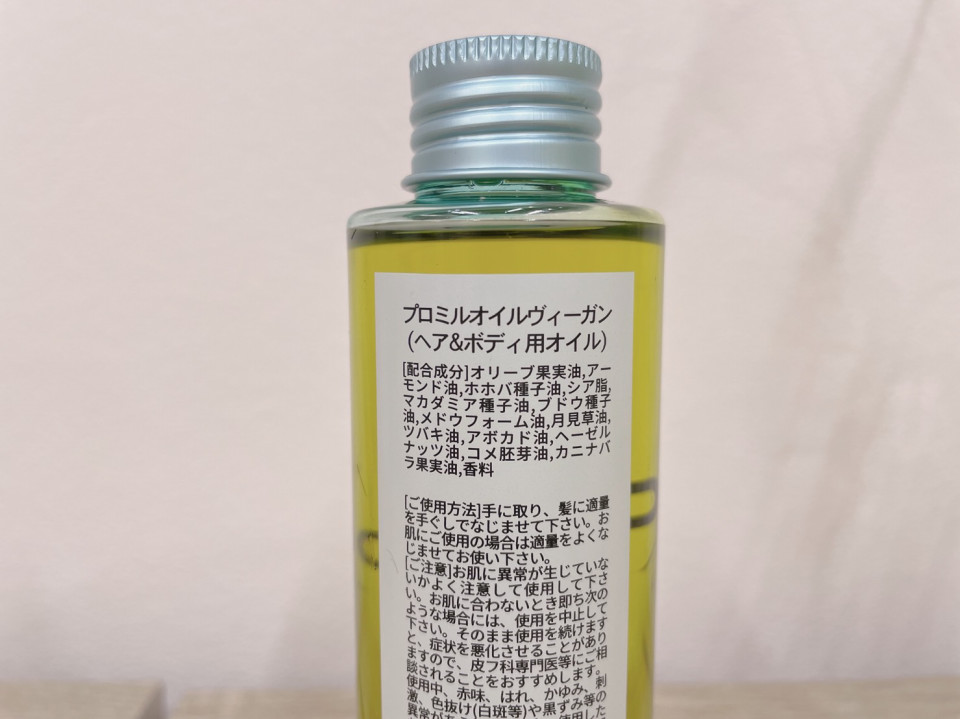 プロミルオイルヴィーガン
(ヘア&ボディ用オイル)
[配合成分]オリーブ果実油,アー
モンド油,ホホバ種子油,シア脂,
マカダミア種子油,ブドウ種子
油,メドウフォーム油,月見草油,
ツバキ油,アボカド油,ヘーゼル
ナッツ油,コメ胚芽油,カニナバ
ラ果実油,香料
[ご使用方法]手に取り、髪に適量
を手ぐしでなじませて下さい。お
肌にご使用の場合は適量をよくな
じませてお使い下さい。
[ご注意]お肌に異常が生じていな
いかよく注意して使用して下さ
い。お肌に合わないとき即ち次の
ような場合には、使用を中止して
下さい。そのまま使用を続けます
と、症状を悪化させることがあり
ますので、皮フ科専門医等にご相
談されることをおすすめします。
使用中、赤味、はれ、かゆみ、刺
激、色抜け(白斑等)や黒ずみ等の
異常が